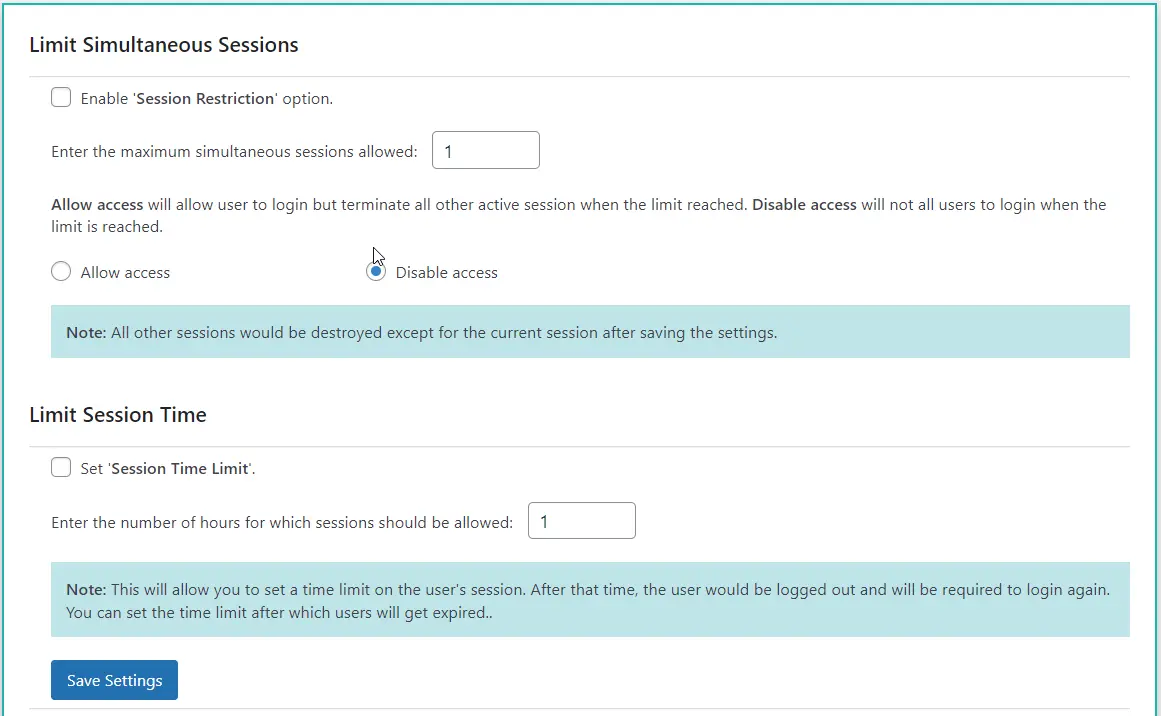 Limit Simultaneous Sessions
Enable 'Session Restriction' option.
Enter the maximum simultaneous sessions allowed: 1
Allow access will allow user to login but terminate all other active session when the limit reached. Disable access will not all users to login when the
limit is reached.
Allow access Disable access
Note: All other sessions would be destroyed except for the current session after saving the settings.
Limit Session Time
Set 'Session Time Limit'.
Enter the number of hours for which sessions should be allowed: 1
Note: This will allow you to set a time limit on the user's session. After that time, the user would be logged out and will be required to login again.
You can set the time limit after which users will get expired..
Save Settings